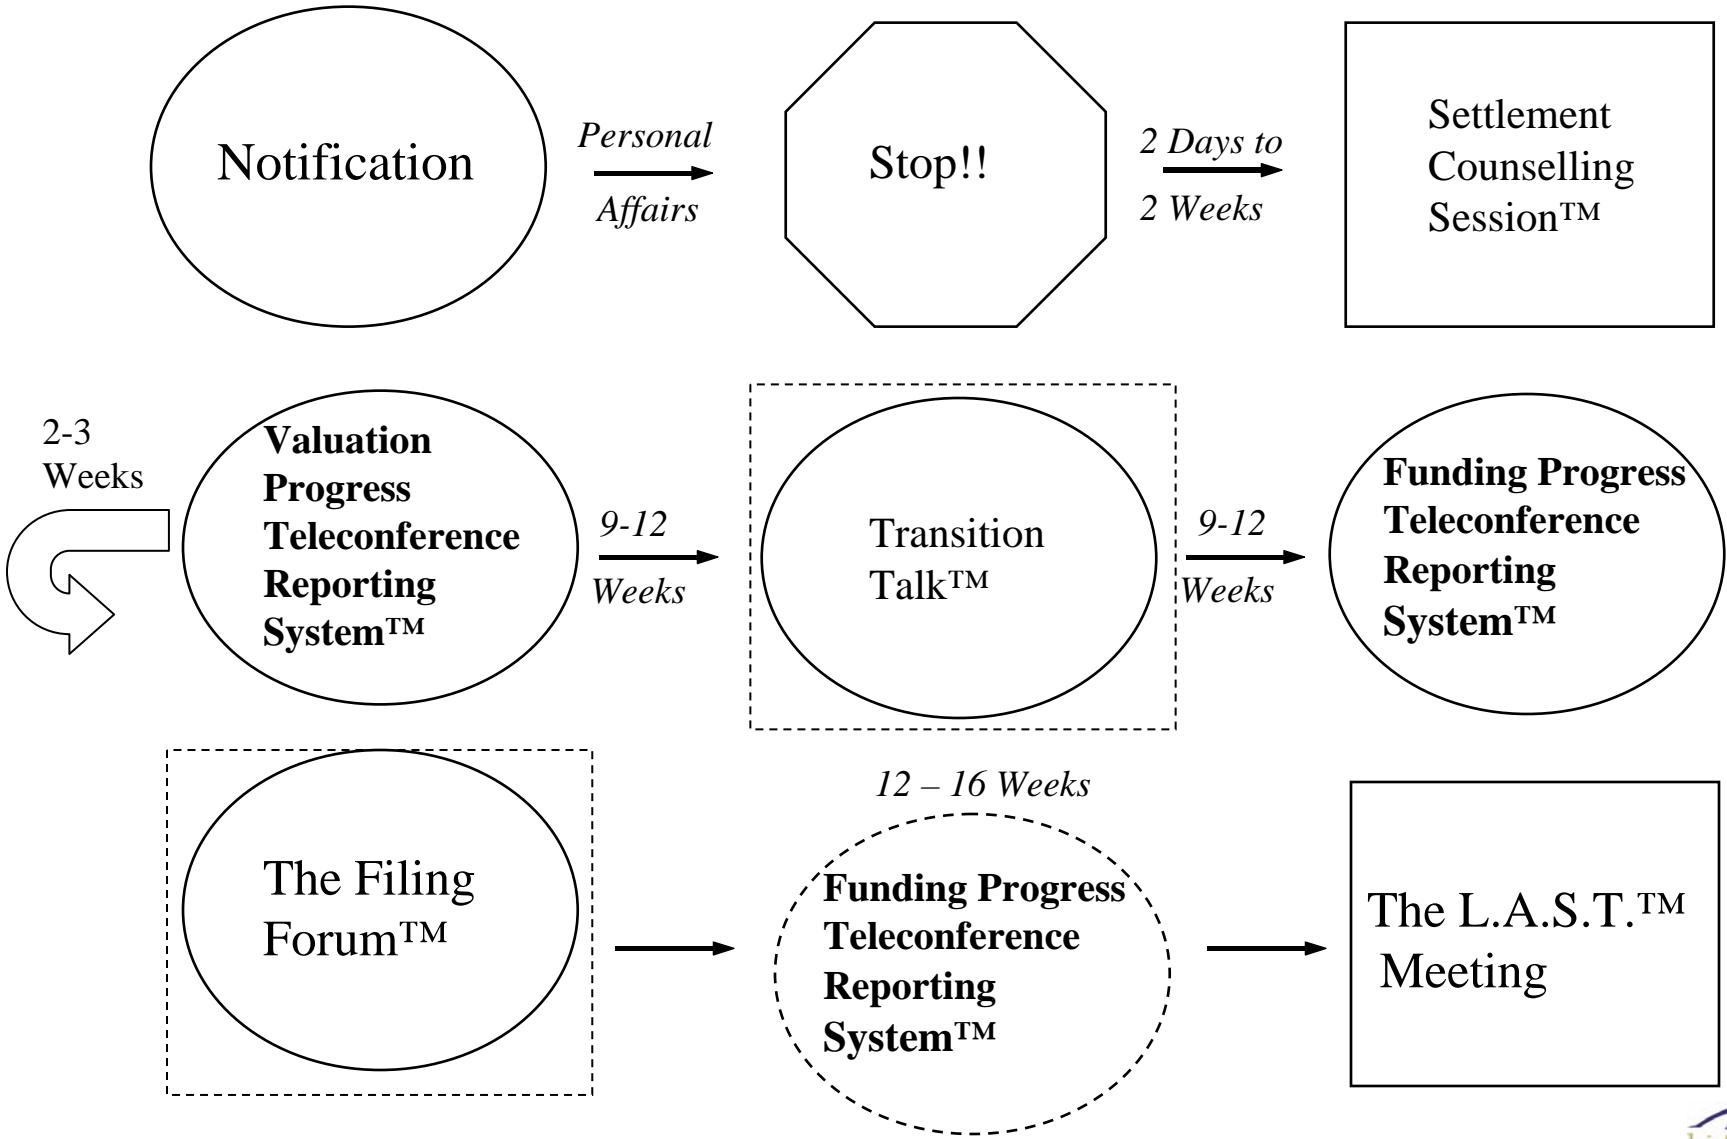 Notification
Personal
Affairs
Stop!!
2 Days to
2 Weeks
Settlement
Counselling
Session™
2-3
Weeks
Valuation
Progress
Teleconference
Reporting
System™
9-12
Weeks
Transition
Talk™
9-12
Weeks
Funding Progress
Teleconference
Reporting
System™
The Filing
Forum™
12 – 16 Weeks
Funding Progress
Teleconference
Reporting
System™
The L.A.S.T.™
Meeting